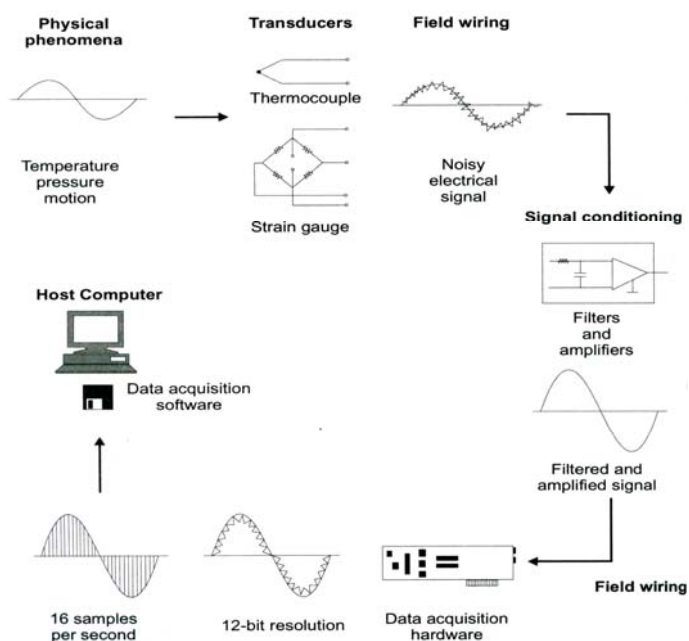 Physical
phenomena
Transducers
Field wiring
Thermocouple
Temperature
pressure
motion
Strain gauge
Noisy
electrical
signal
Signal conditioning
Filters
and
amplifiers
Filtered and
amplified signal
Field wiring
Data acquisition
hardware
12-bit resolution
16 samples
per second
Host Computer
Data acquisition
software